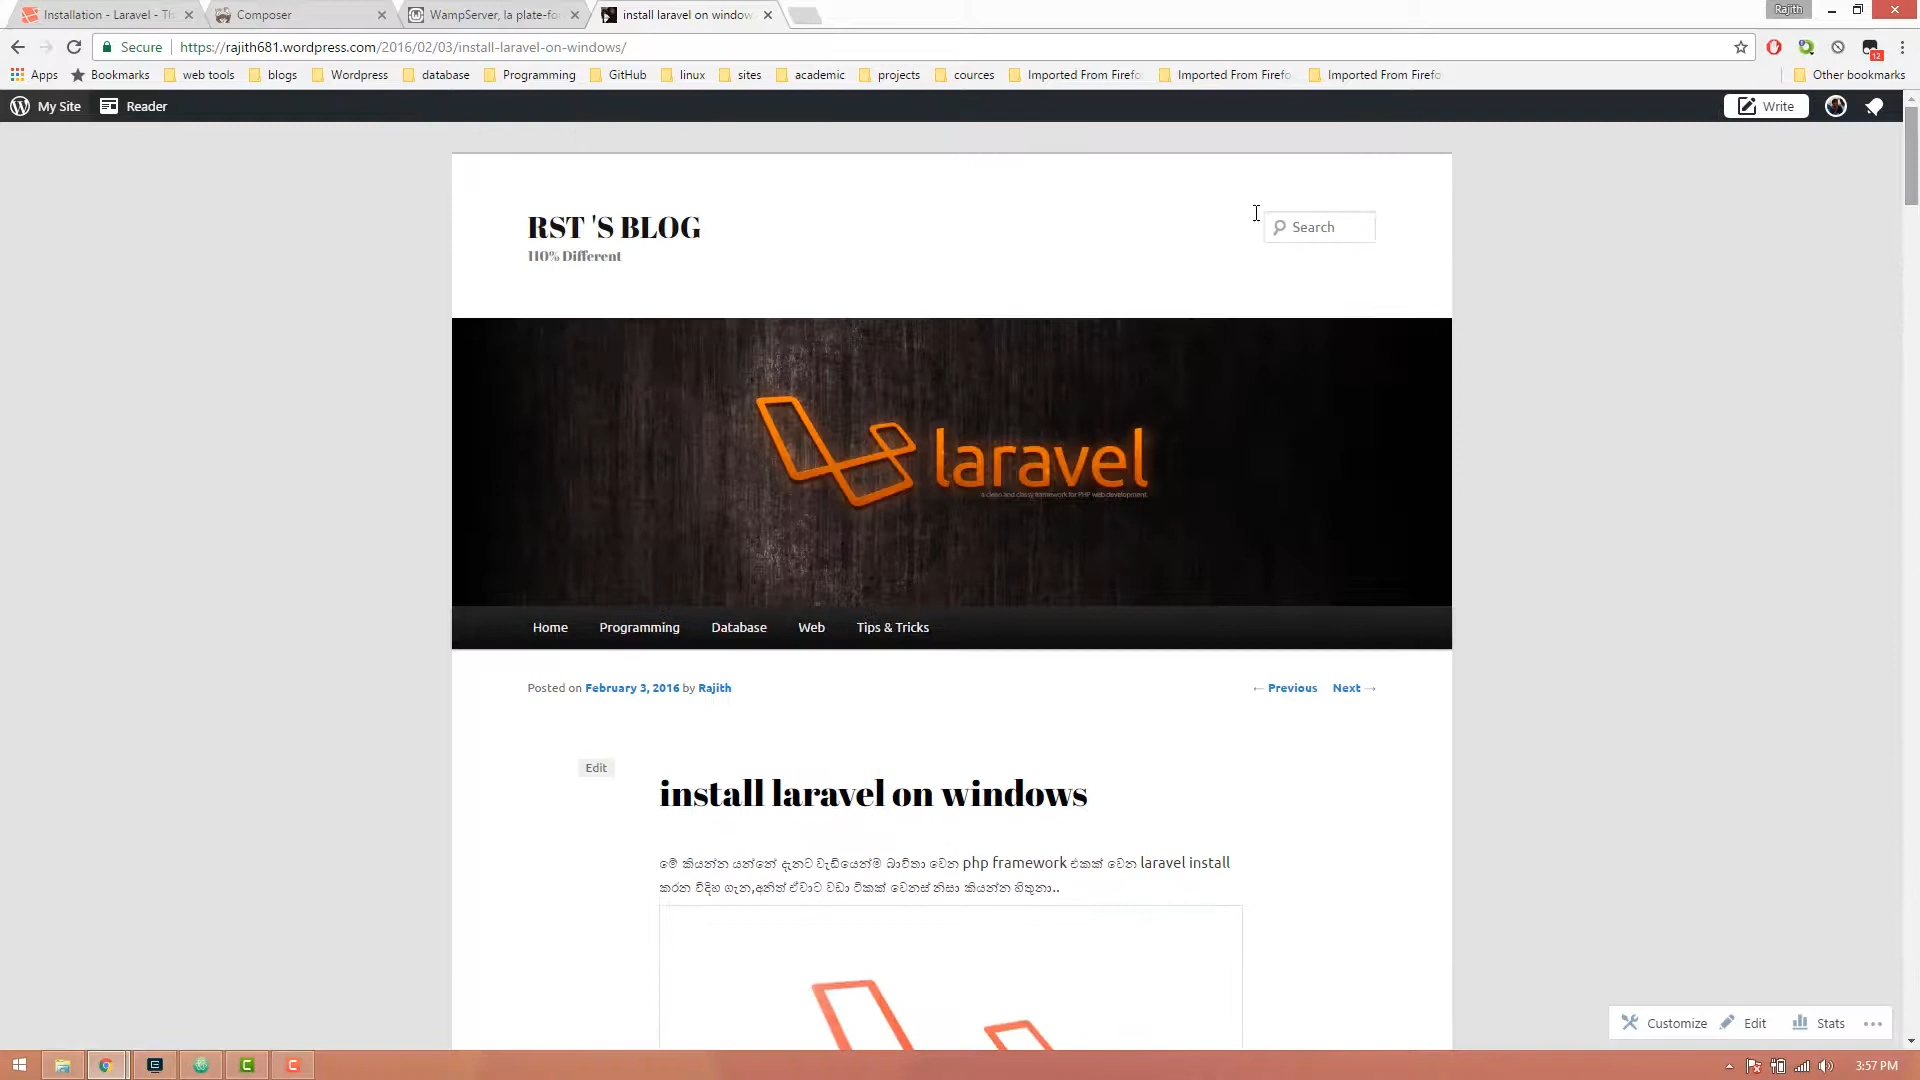 Installation - Laravel - Th
Composer
WampServer, la plate-fo
install laravel on window
Rajith
Secure
https://rajith681.wordpress.com/2016/02/03/install-laravel-on-windows/
12
Apps
Bookmarks
web tools
blogs
Wordpress
database
Programming
GitHub
linux
sites
academic
projects
cources
Imported From Firefo
Imported From Firefo
Imported From Firefo
Other bookmarks
My Site
Reader
Write
RST 'S BLOG
110% Different
Search
laravel
a clean and classy framework for PHP web development.
Home
Programming
Database
Web
Tips & Tricks
Posted on February 3, 2016 by Rajith
← Previous Next →
Edit
install laravel on windows
මේ කියන්න යන්නේ දැනට වැඩියෙන්ම බාවිතා වෙන php framework එකක් වෙන laravel install
කරන විදිහ ගැන,අනිත් ඒවාට වඩා ටිකක් වෙනස් නිසා කියන්න හිතුනා..
Customize
Edit
Stats
3:57 PM